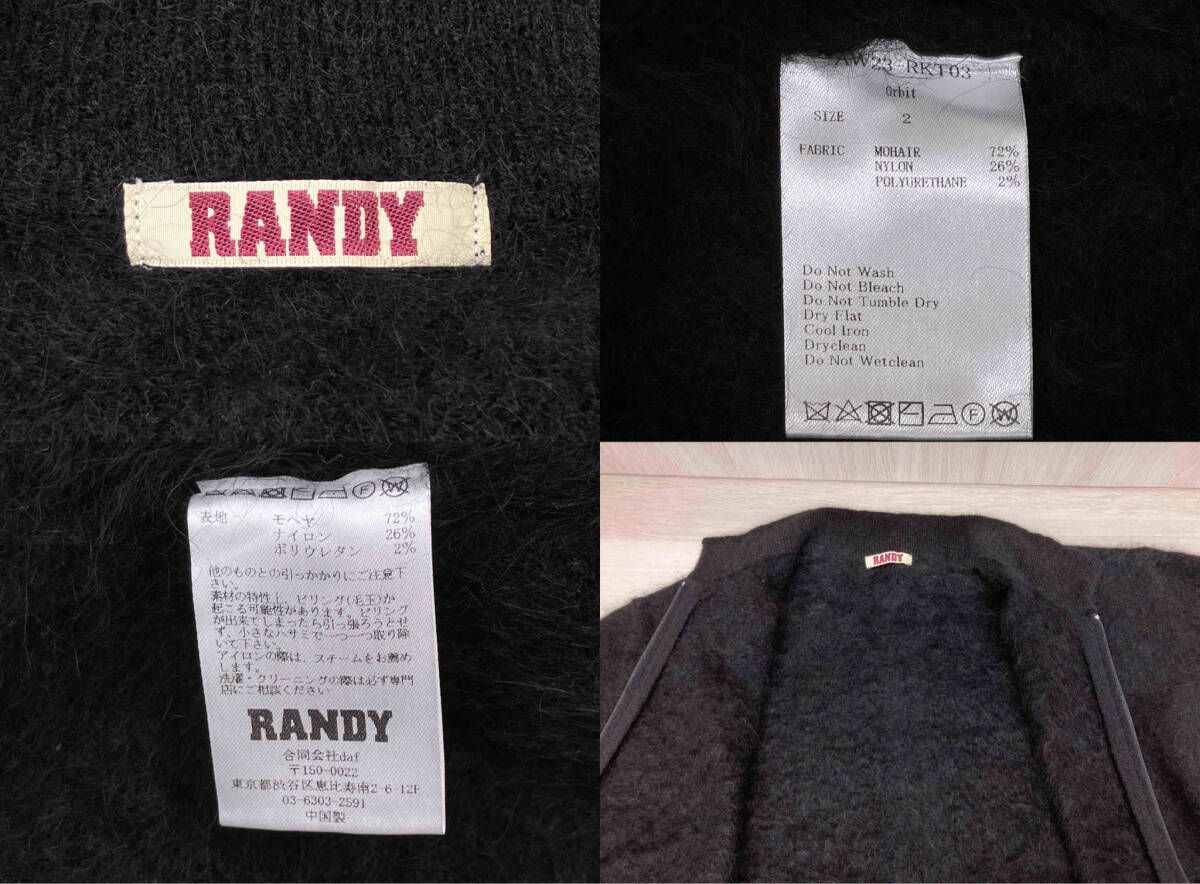 RANDY
AW23-RKT03
Orbit
SIZE 2
FABRIC MOHAIR 72%
NYLON 26%
POLYURETHANE 2%
Do Not Wash
Do Not Bleach
Do Not Tumble Dry
Dry Flat
Cool Iron
Dryclean
Do Not Wetclean
F W
F W
表地 モヘヤ 72%
ナイロン 26%
ポリウレタン 2%
他のものとの引っかかりにご注意下
さい。
素材の特性上、ピリング(毛玉)が
起こる可能性があります。ピリング
が出来てしまったら引っ張ろうとせ
ず、小さなハサミで一つ一つ取り除
いて下さい。
アイロンの際は、スチームをお薦め
します。
洗濯・クリーニングの際は必ず専門
店にご相談ください
RANDY
合同会社daf
〒150-0022
東京都渋谷区恵比寿南2-6-12F
03-6303-2591
中国製
RANDY